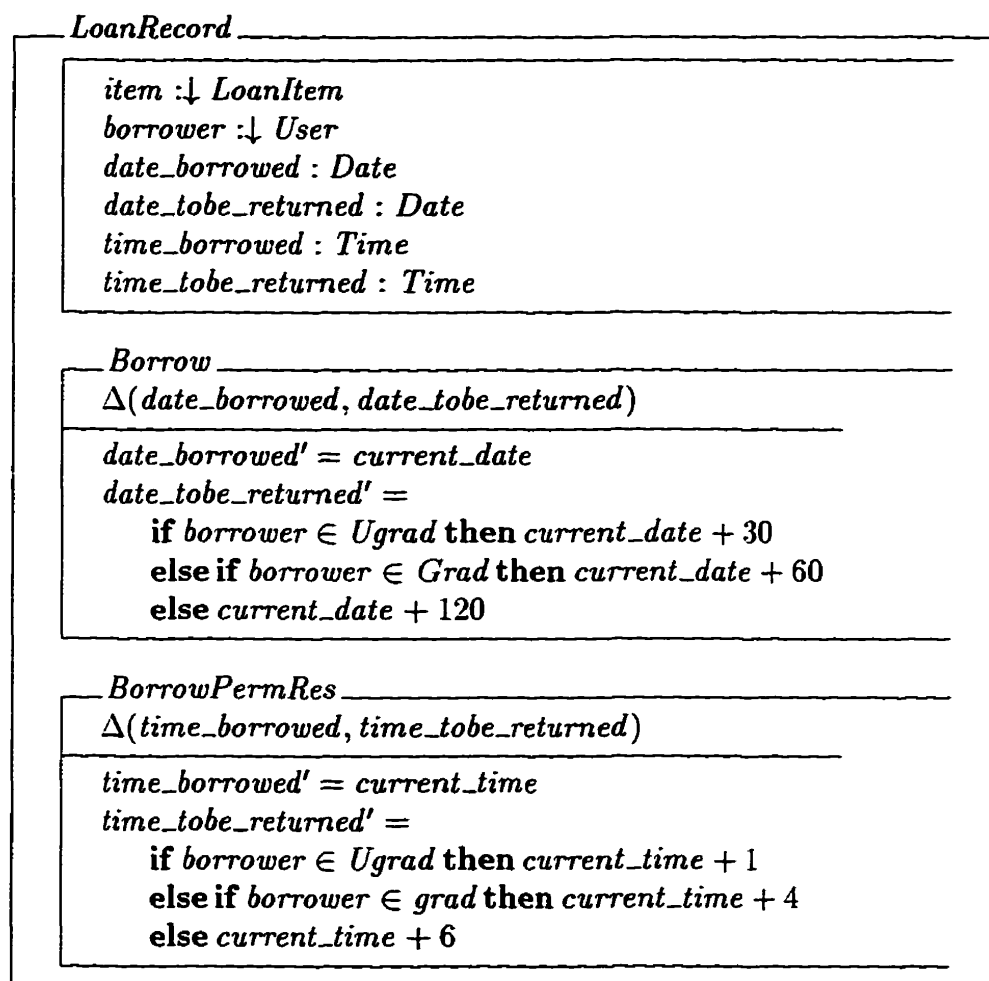 LoanRecord
item :↓ LoanItem
borrower :↓ User
date_borrowed : Date
date_tobe_returned : Date
time_borrowed : Time
time_tobe_returned : Time
Borrow
Δ(date_borrowed, date_tobe_returned)
date_borrowed′ = current_date
date_tobe_returned′ =
if borrower ∈ Ugrad then current_date + 30
else if borrower ∈ Grad then current_date + 60
else current_date + 120
BorrowPermRes
Δ(time_borrowed, time_tobe_returned)
time_borrowed′ = current_time
time_tobe_returned′ =
if borrower ∈ Ugrad then current_time + 1
else if borrower ∈ grad then current_time + 4
else current_time + 6